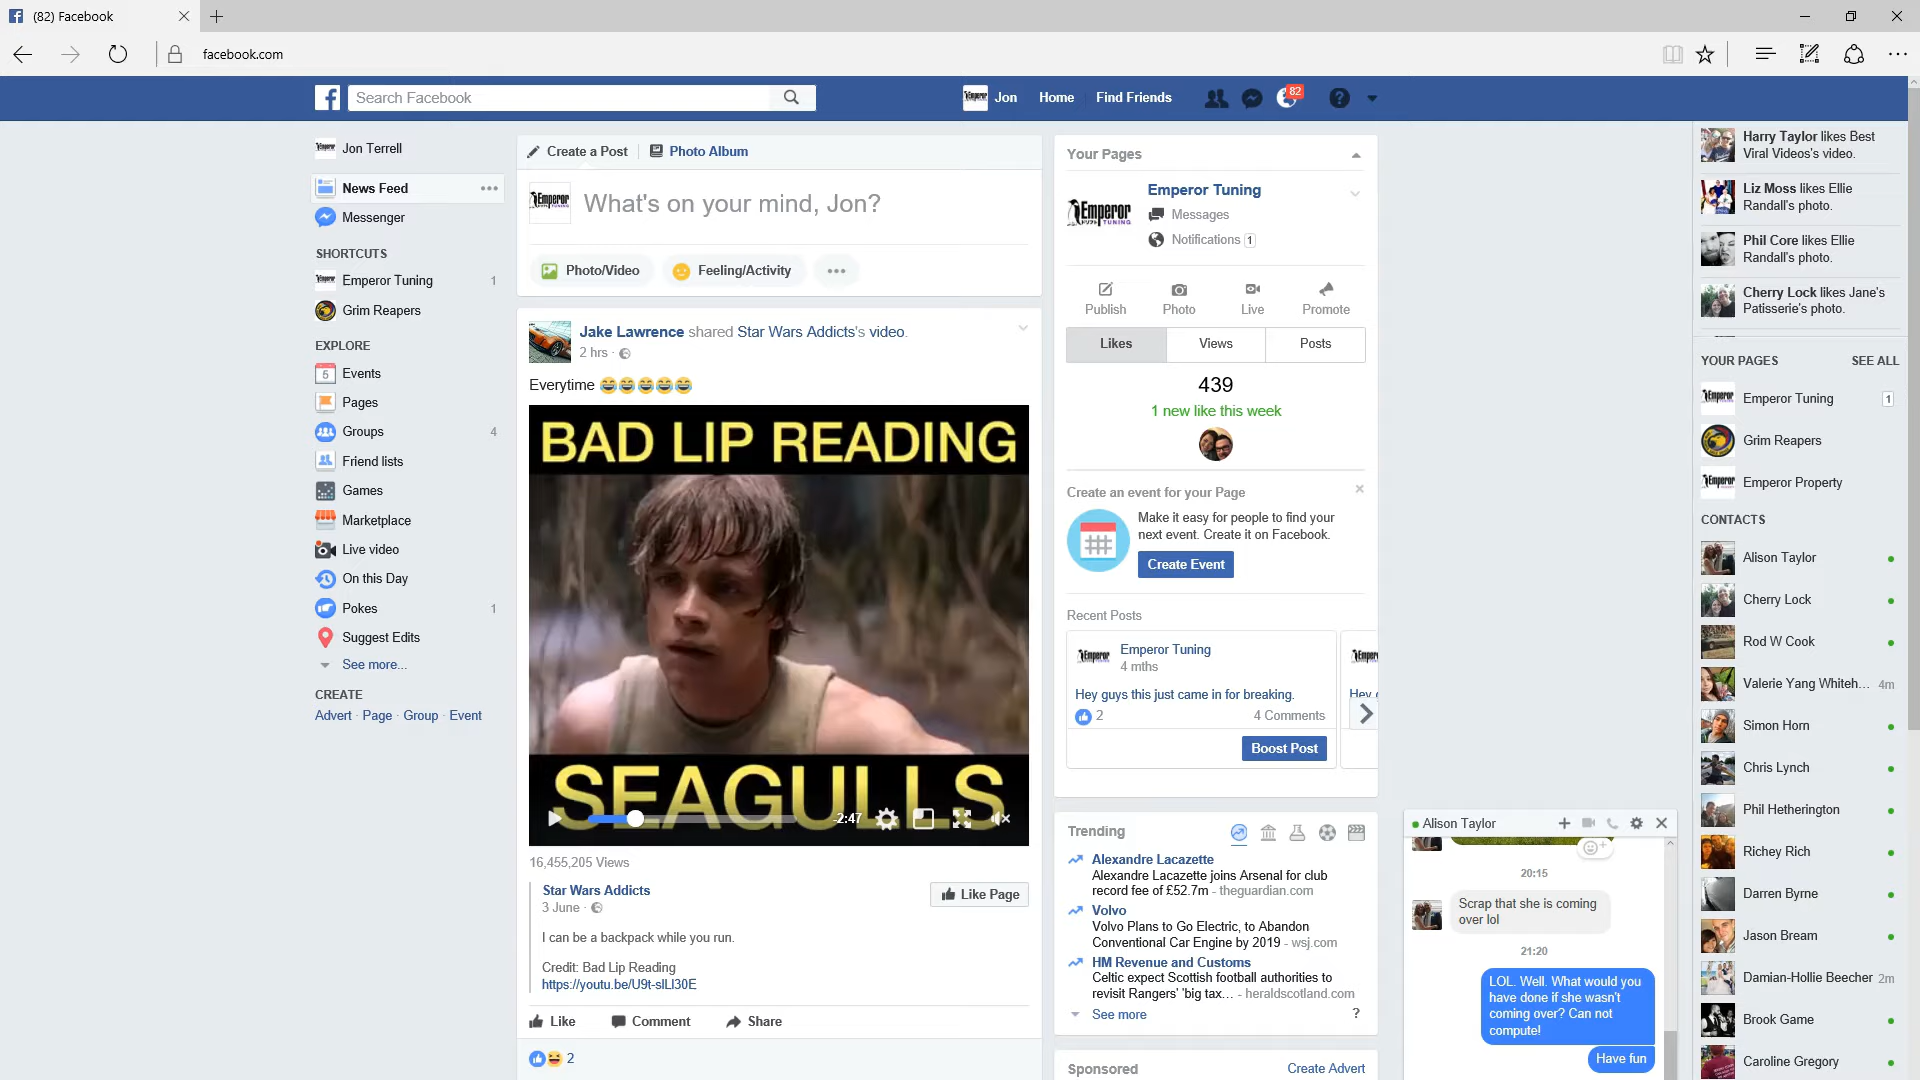 (82) Facebook
facebook.com
Search Facebook
Jon
Home
Find Friends
82
Jon Terrell
News Feed
Messenger
SHORTCUTS
Emperor Tuning 1
Grim Reapers
EXPLORE
5
Events
Pages
Groups 4
Friend lists
Games
Marketplace
Live video
On this Day
Pokes 1
Suggest Edits
See more...
CREATE
Advert · Page · Group · Event
Create a Post
Photo Album
Emperor
TUNING
What's on your mind, Jon?
Photo/Video
Feeling/Activity
Jake Lawrence shared Star Wars Addicts's video.
2 hrs ·
Everytime
BAD LIP READING
SEAGULLS
-2:47
16,455,205 Views
Star Wars Addicts
3 June ·
Like Page
I can be a backpack while you run.
Credit: Bad Lip Reading
https://youtu.be/U9t-slLl30E
Like
Comment
Share
2
Your Pages
Emperor
TUNING
Emperor Tuning
Messages
Notifications 1
Publish
Photo
Live
Promote
Likes
Views
Posts
439
1 new like this week
Create an event for your Page
Make it easy for people to find your
next event. Create it on Facebook.
Create Event
Recent Posts
Emperor Tuning
4 mths
Hey guys this just came in for breaking.
2
4 Comments
Boost Post
Hey
Trending
Alexandre Lacazette
Alexandre Lacazette joins Arsenal for club
record fee of £52.7m - theguardian.com
Volvo
Volvo Plans to Go Electric, to Abandon
Conventional Car Engine by 2019 - wsj.com
HM Revenue and Customs
Celtic expect Scottish football authorities to
revisit Rangers' 'big tax... - heraldscotland.com
See more
?
Sponsored
Create Advert
Harry Taylor likes Best
Viral Videos's video.
Liz Moss likes Ellie
Randall's photo.
Phil Core likes Ellie
Randall's photo.
Cherry Lock likes Jane's
Patisserie's photo.
YOUR PAGES
SEE ALL
Emperor Tuning 1
Grim Reapers
Emperor Property
CONTACTS
Alison Taylor
Cherry Lock
Rod W Cook
Valerie Yang Whiteh... 4m
Simon Horn
Chris Lynch
Phil Hetherington
Richey Rich
Darren Byrne
Jason Bream
Damian-Hollie Beecher 2m
Brook Game
Caroline Gregory
Alison Taylor
20:15
Scrap that she is coming
over lol
21:20
LOL. Well. What would you
have done if she wasn't
coming over? Can not
compute!
Have fun